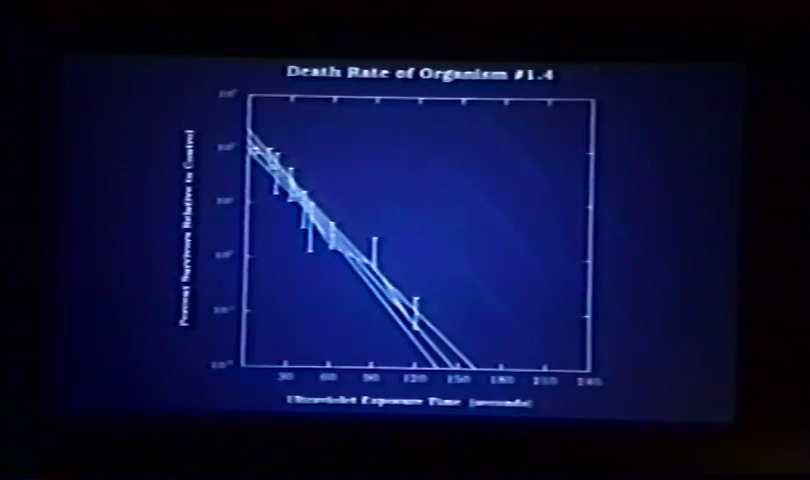 Death Rate of Organism #1.4
Percent Survivors Relative to Control
30 60 90 120 150 180 210 240
Ultraviolet Exposure Time (seconds)